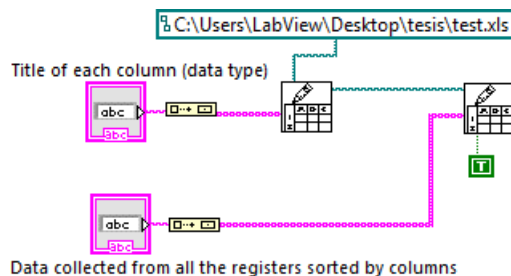 C:\Users\LabView\Desktop\tesis\test.xls
Title of each column (data type)
abc
abc
T
abc
abc
Data collected from all the registers sorted by columns